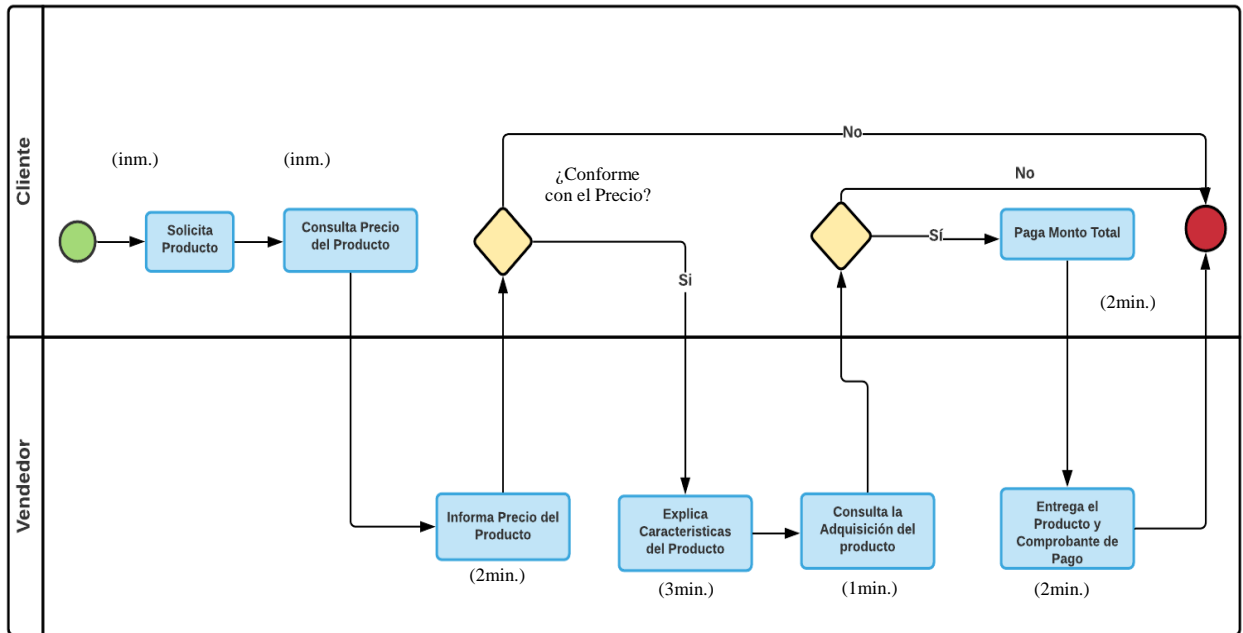 Cliente
(inm.)
(inm.)
Solicita
Producto
Consulta Precio
del Producto
No
¿Conforme
con el Precio?
Si
No
Sí
Paga Monto Total
(2min.)
Vendedor
Informa Precio del
Producto
(2min.)
Explica
Caracteristicas
del Producto
(3min.)
Consulta la
Adquisición del
producto
(1min.)
Entrega el
Producto y
Comprobante de
Pago
(2min.)